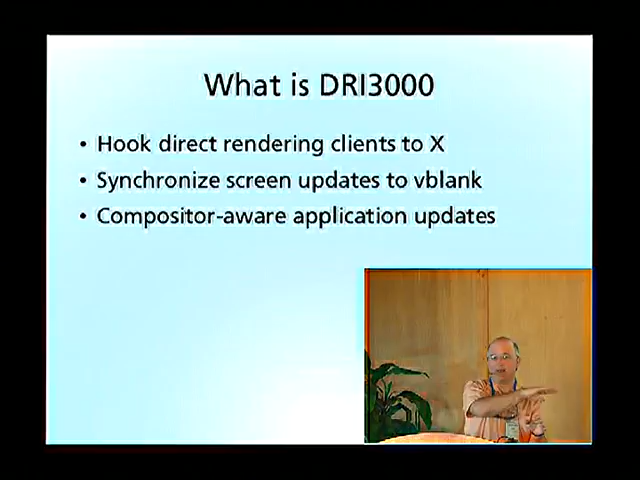 What is DRI3000
• Hook direct rendering clients to X
• Synchronize screen updates to vblank
• Compositor-aware application updates